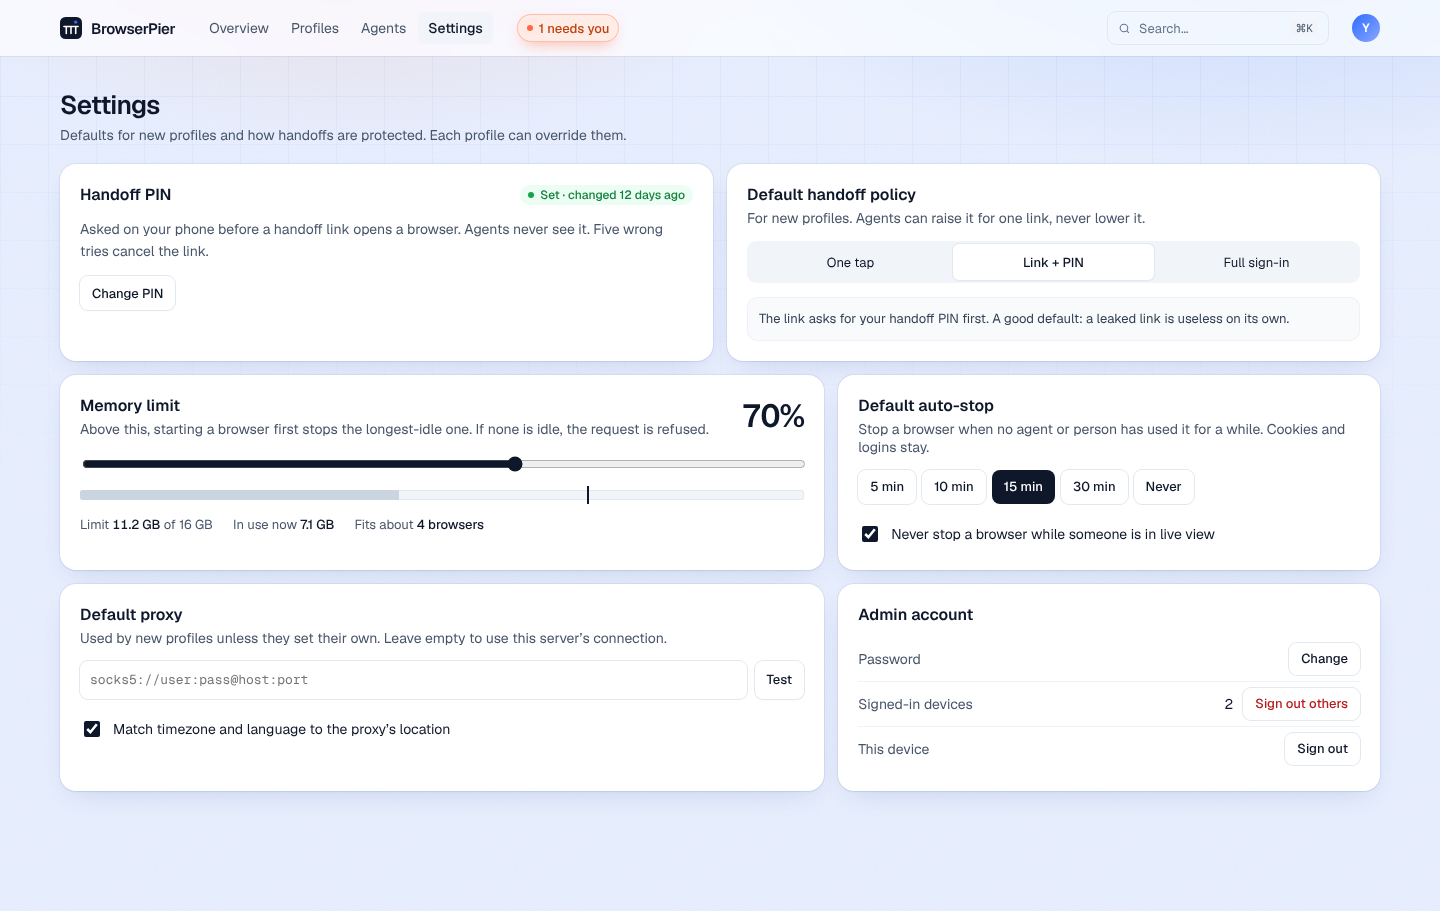 BrowserPier
Overview
Profiles
Agents
Settings
1 needs you
Search...
⌘K
Y
Settings
Defaults for new profiles and how handoffs are protected. Each profile can override them.
Handoff PIN
Set · changed 12 days ago
Asked on your phone before a handoff link opens a browser. Agents never see it. Five wrong
tries cancel the link.
Change PIN
Default handoff policy
For new profiles. Agents can raise it for one link, never lower it.
One tap
Link + PIN
Full sign-in
The link asks for your handoff PIN first. A good default: a leaked link is useless on its own.
Memory limit
70%
Above this, starting a browser first stops the longest-idle one. If none is idle, the request is refused.
Limit 11.2 GB of 16 GB
In use now 7.1 GB
Fits about 4 browsers
Default auto-stop
Stop a browser when no agent or person has used it for a while. Cookies and
logins stay.
5 min
10 min
15 min
30 min
Never
Never stop a browser while someone is in live view
Default proxy
Used by new profiles unless they set their own. Leave empty to use this server’s connection.
socks5://user:pass@host:port
Test
Match timezone and language to the proxy’s location
Admin account
Password
Change
Signed-in devices
2
Sign out others
This device
Sign out